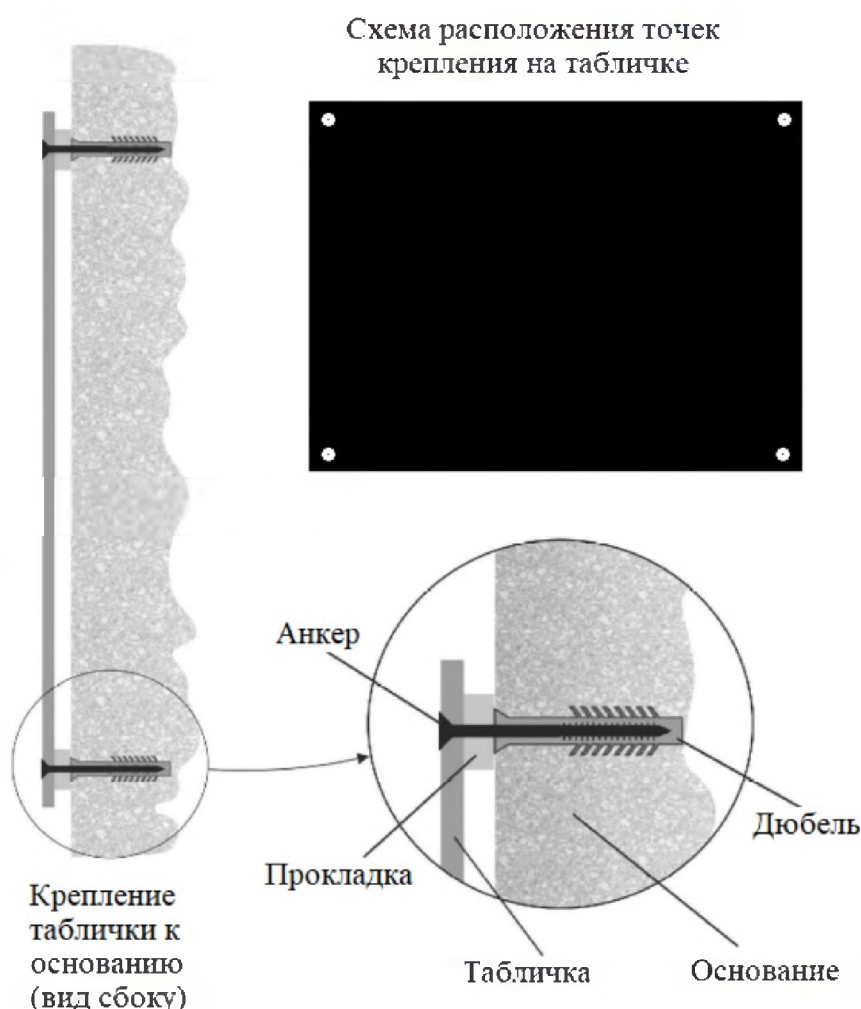 Схема расположения точек
крепления на табличке
Анкер
Дюбель
Прокладка
Крепление
таблички к
основанию
(вид сбоку)
Табличка
Основание